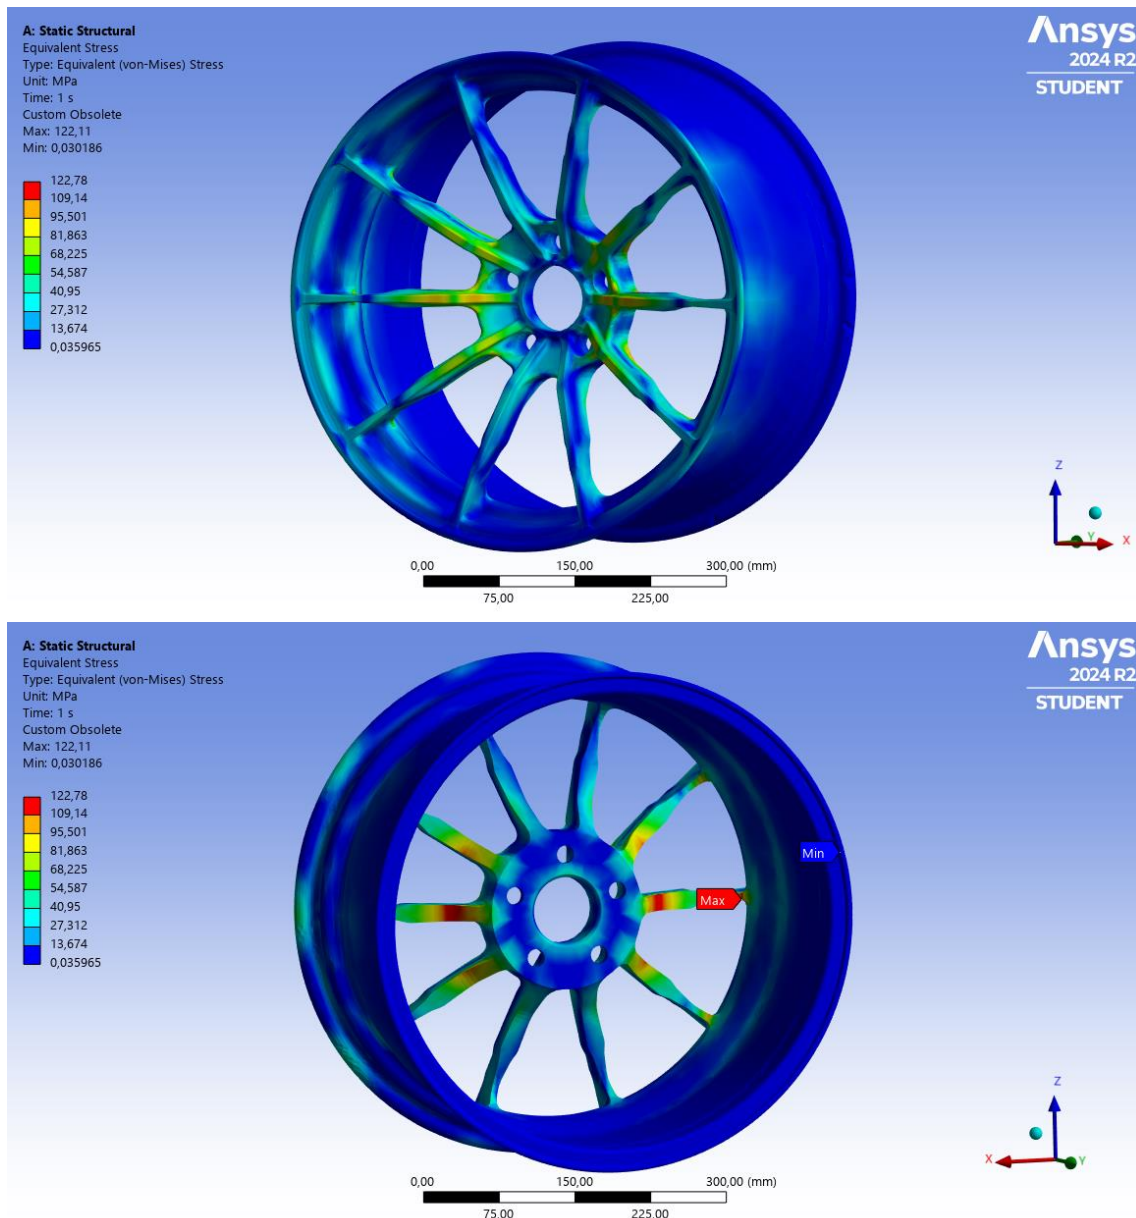 A: Static Structural
Equivalent Stress
Type: Equivalent (von-Mises) Stress
Unit: MPa
Time: 1 s
Custom Obsolete
Max: 122,11
Min: 0,030186
122,78
109,14
95,501
81,863
68,225
54,587
40,95
27,312
13,674
0,035965
Ansys
2024 R2
STUDENT
Z
Y
X
0,00 150,00 300,00 (mm)
75,00 225,00
A: Static Structural
Equivalent Stress
Type: Equivalent (von-Mises) Stress
Unit: MPa
Time: 1 s
Custom Obsolete
Max: 122,11
Min: 0,030186
122,78
109,14
95,501
81,863
68,225
54,587
40,95
27,312
13,674
0,035965
Ansys
2024 R2
STUDENT
Min
Max
Z
X
Y
0,00 150,00 300,00 (mm)
75,00 225,00